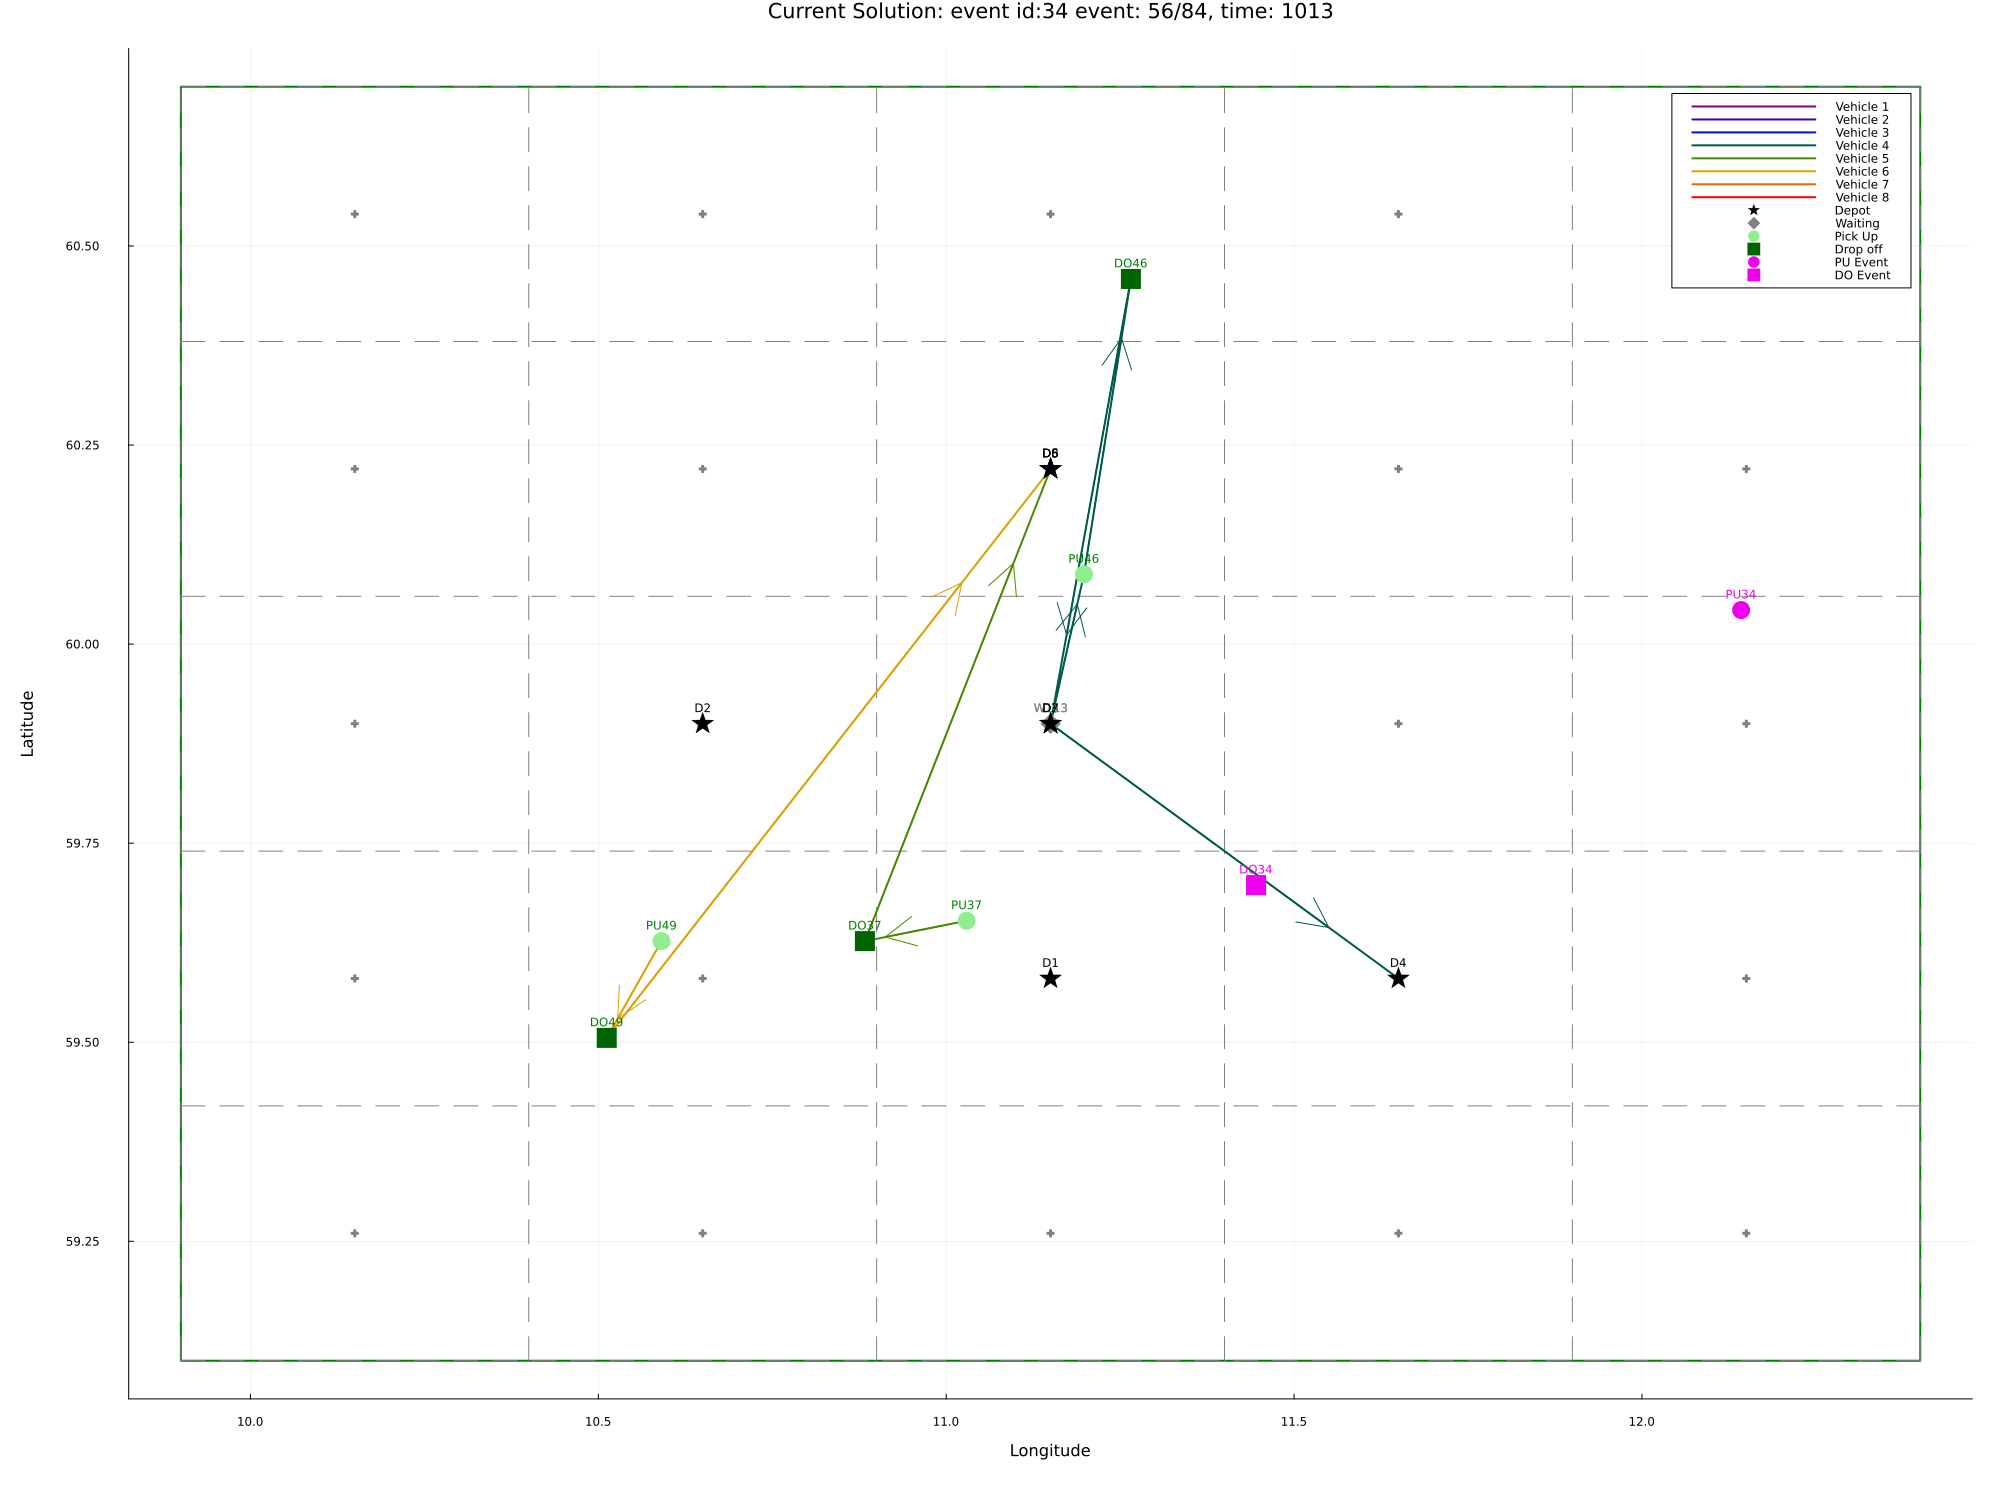 Current Solution: event id:34 event: 56/84, time: 1013
Vehicle 1
Vehicle 2
Vehicle 3
Vehicle 4
Vehicle 5
Vehicle 6
Vehicle 7
Vehicle 8
Depot
Waiting
Pick Up
Drop off
PU Event
DO Event
60.50
60.25
60.00
59.75
59.50
59.25
Latitude
DO46
PU46
PU34
D2
DO34
PU37
DO37
PU49
D1
D4
DO49
10.0
10.5
11.0
11.5
12.0
Longitude